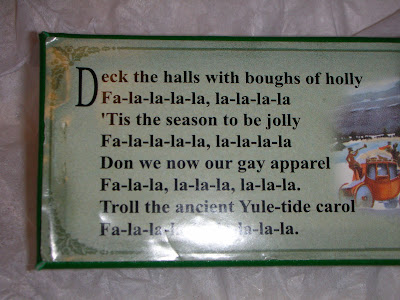 Deck the halls with boughs of holly
Fa-la-la-la-la, la-la-la-la
'Tis the season to be jolly
Fa-la-la-la-la, la-la-la-la
Don we now our gay apparel
Fa-la-la, la-la-la, la-la-la.
Troll the ancient Yule-tide carol
Fa-la-la-la la-la-la.